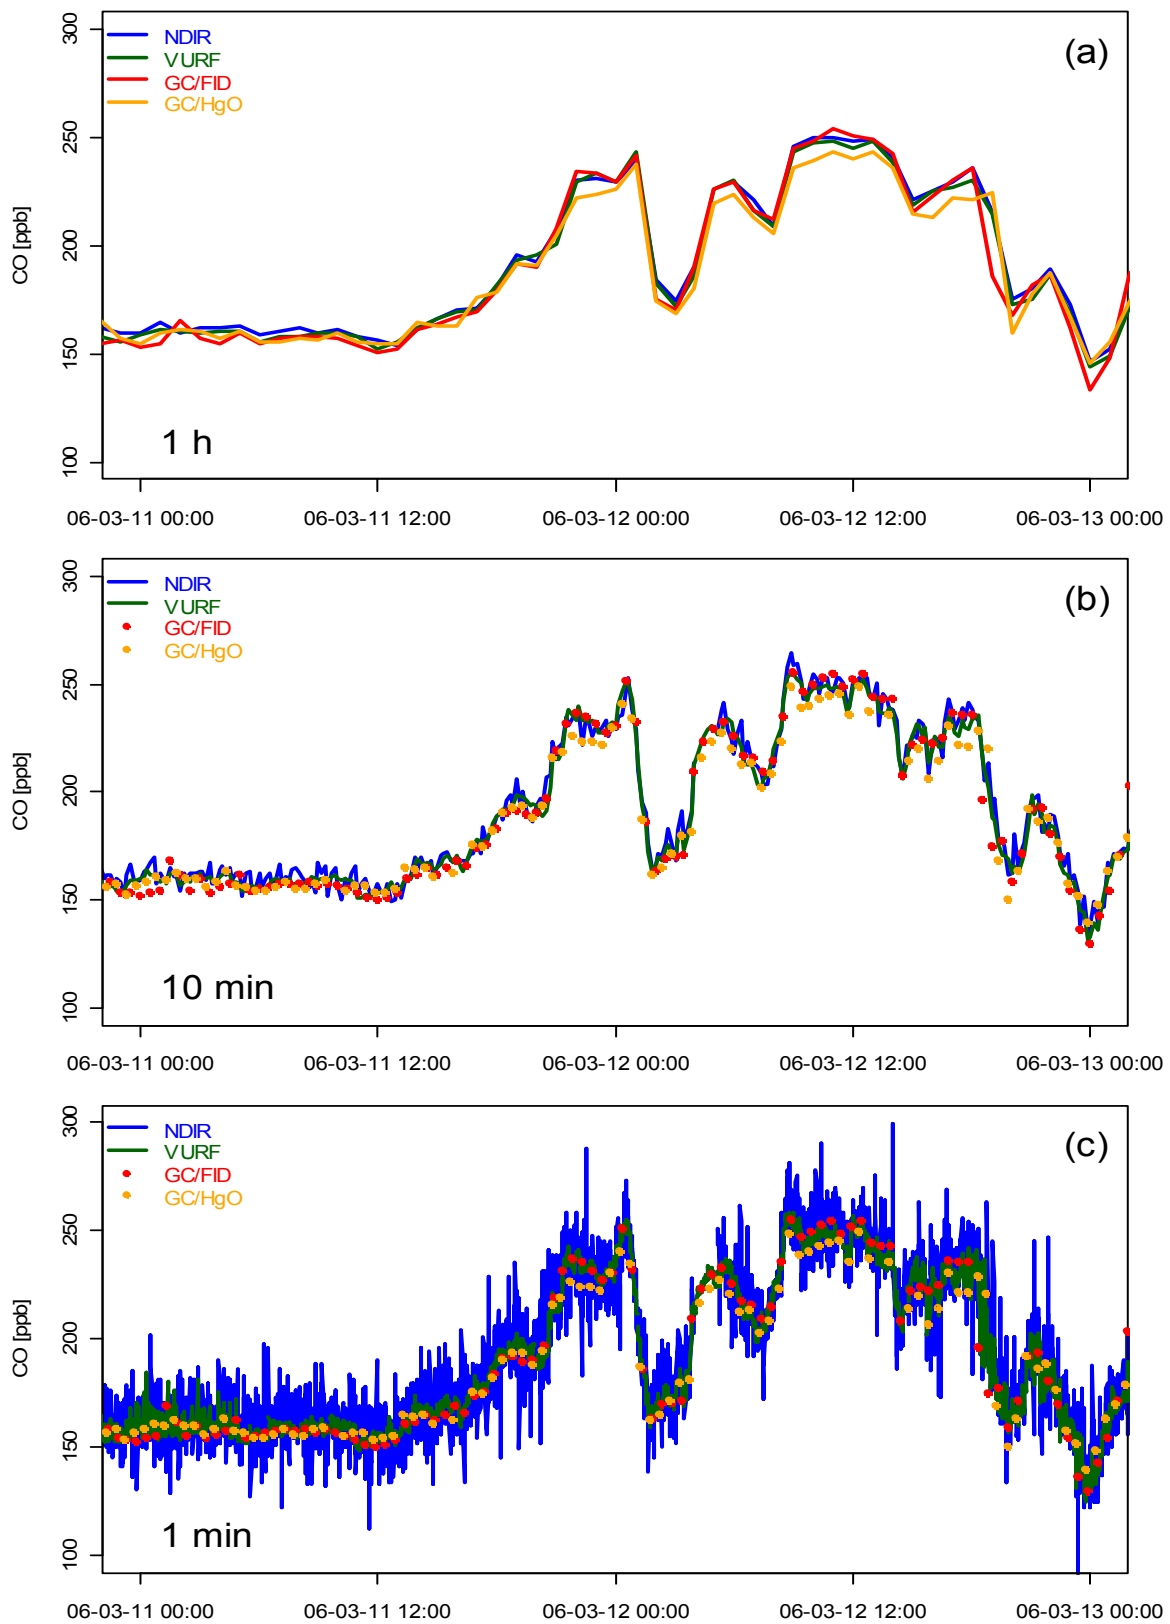 300
250
200
150
100
CO [ppb]
NDIR
VURF
GC/FID
GC/HgO
(a)
1 h
06-03-11 00:00 06-03-11 12:00 06-03-12 00:00 06-03-12 12:00 06-03-13 00:00
300
250
200
150
100
CO [ppb]
NDIR
VURF
GC/FID
GC/HgO
(b)
10 min
06-03-11 00:00 06-03-11 12:00 06-03-12 00:00 06-03-12 12:00 06-03-13 00:00
300
250
200
150
100
CO [ppb]
NDIR
VURF
GC/FID
GC/HgO
(c)
1 min
06-03-11 00:00 06-03-11 12:00 06-03-12 00:00 06-03-12 12:00 06-03-13 00:00